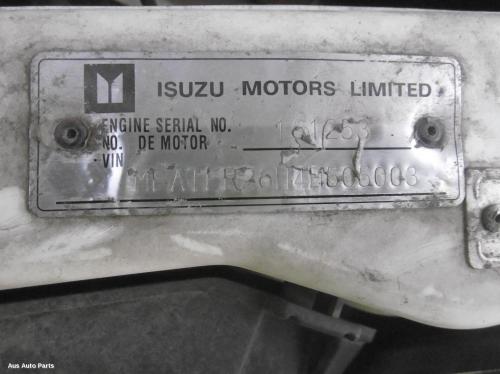 ISUZU MOTORS LIMITED
ENGINE SERIAL NO.
NO. DE MOTOR
VIN
Aus Auto Parts